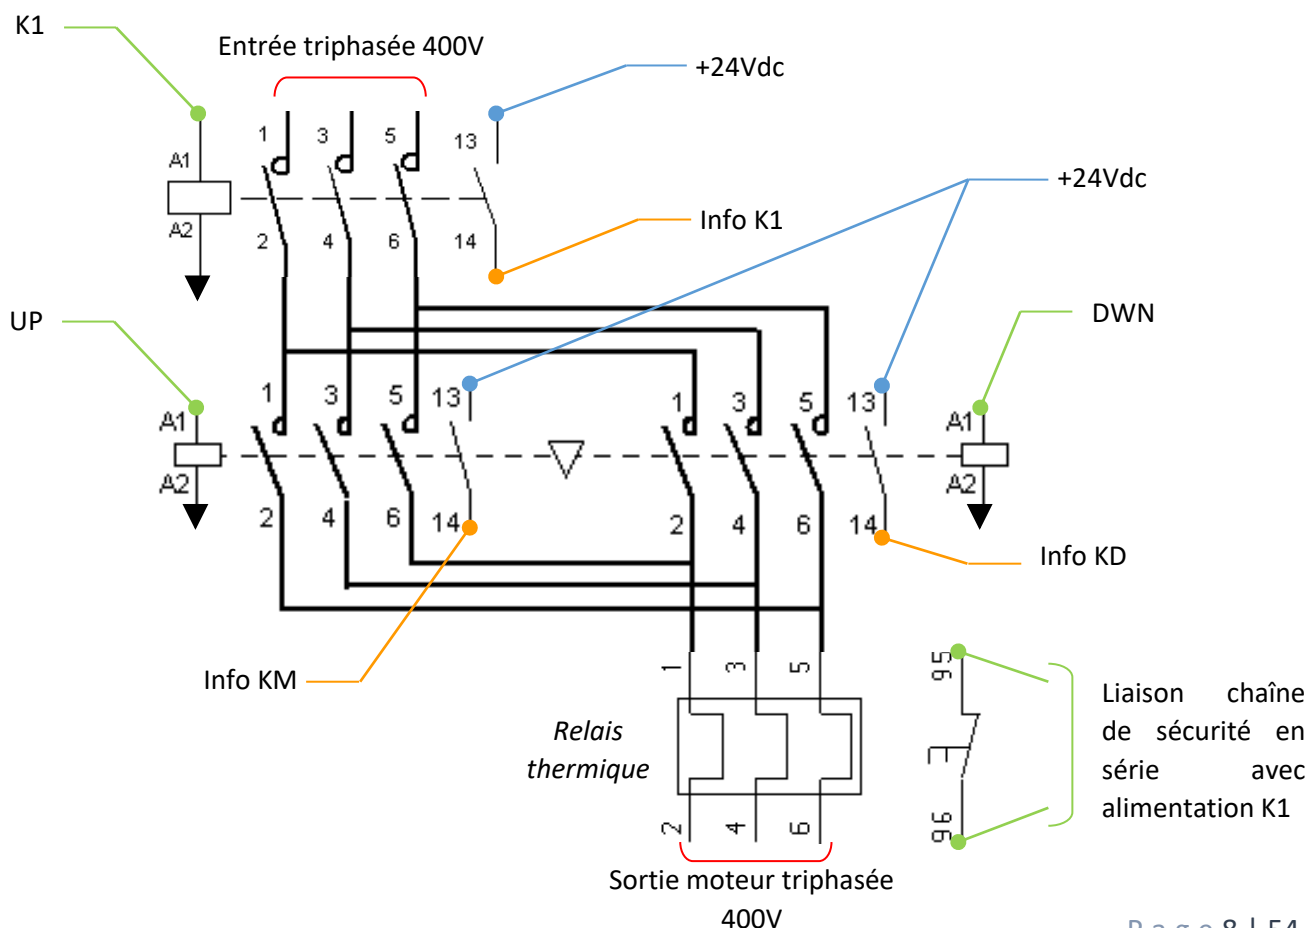 K1
Entrée triphasée 400V
+24Vdc
1 3 5 13
A1
+24Vdc
A2
2 4 6 14
Info K1
UP
DWN
1 3 5 13 1 3 5 13
A1 A1
A2 A2
2 4 6 14 2 4 6 14
Info KD
Info KM
1 3 5
95
Relais
thermique
Liaison chaîne
de sécurité en
série avec
alimentation K1
2 4 6
96
Sortie moteur triphasée
400V
Page 8 | 54